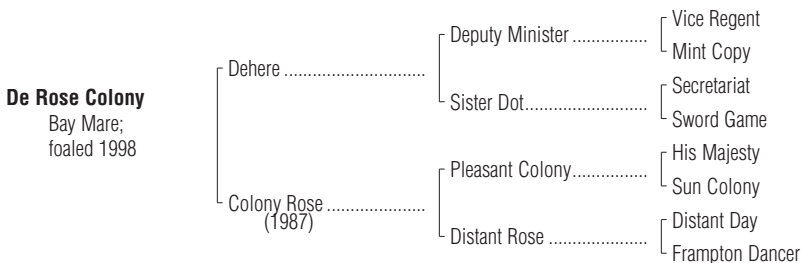 De Rose Colony
Bay Mare;
foaled 1998
Dehere ..............................
Colony Rose .....................
(1987)
Deputy Minister ................
Sister Dot..........................
Pleasant Colony................
Distant Rose .....................
Vice Regent
Mint Copy
Secretariat
Sword Game
His Majesty
Sun Colony
Distant Day
Frampton Dancer